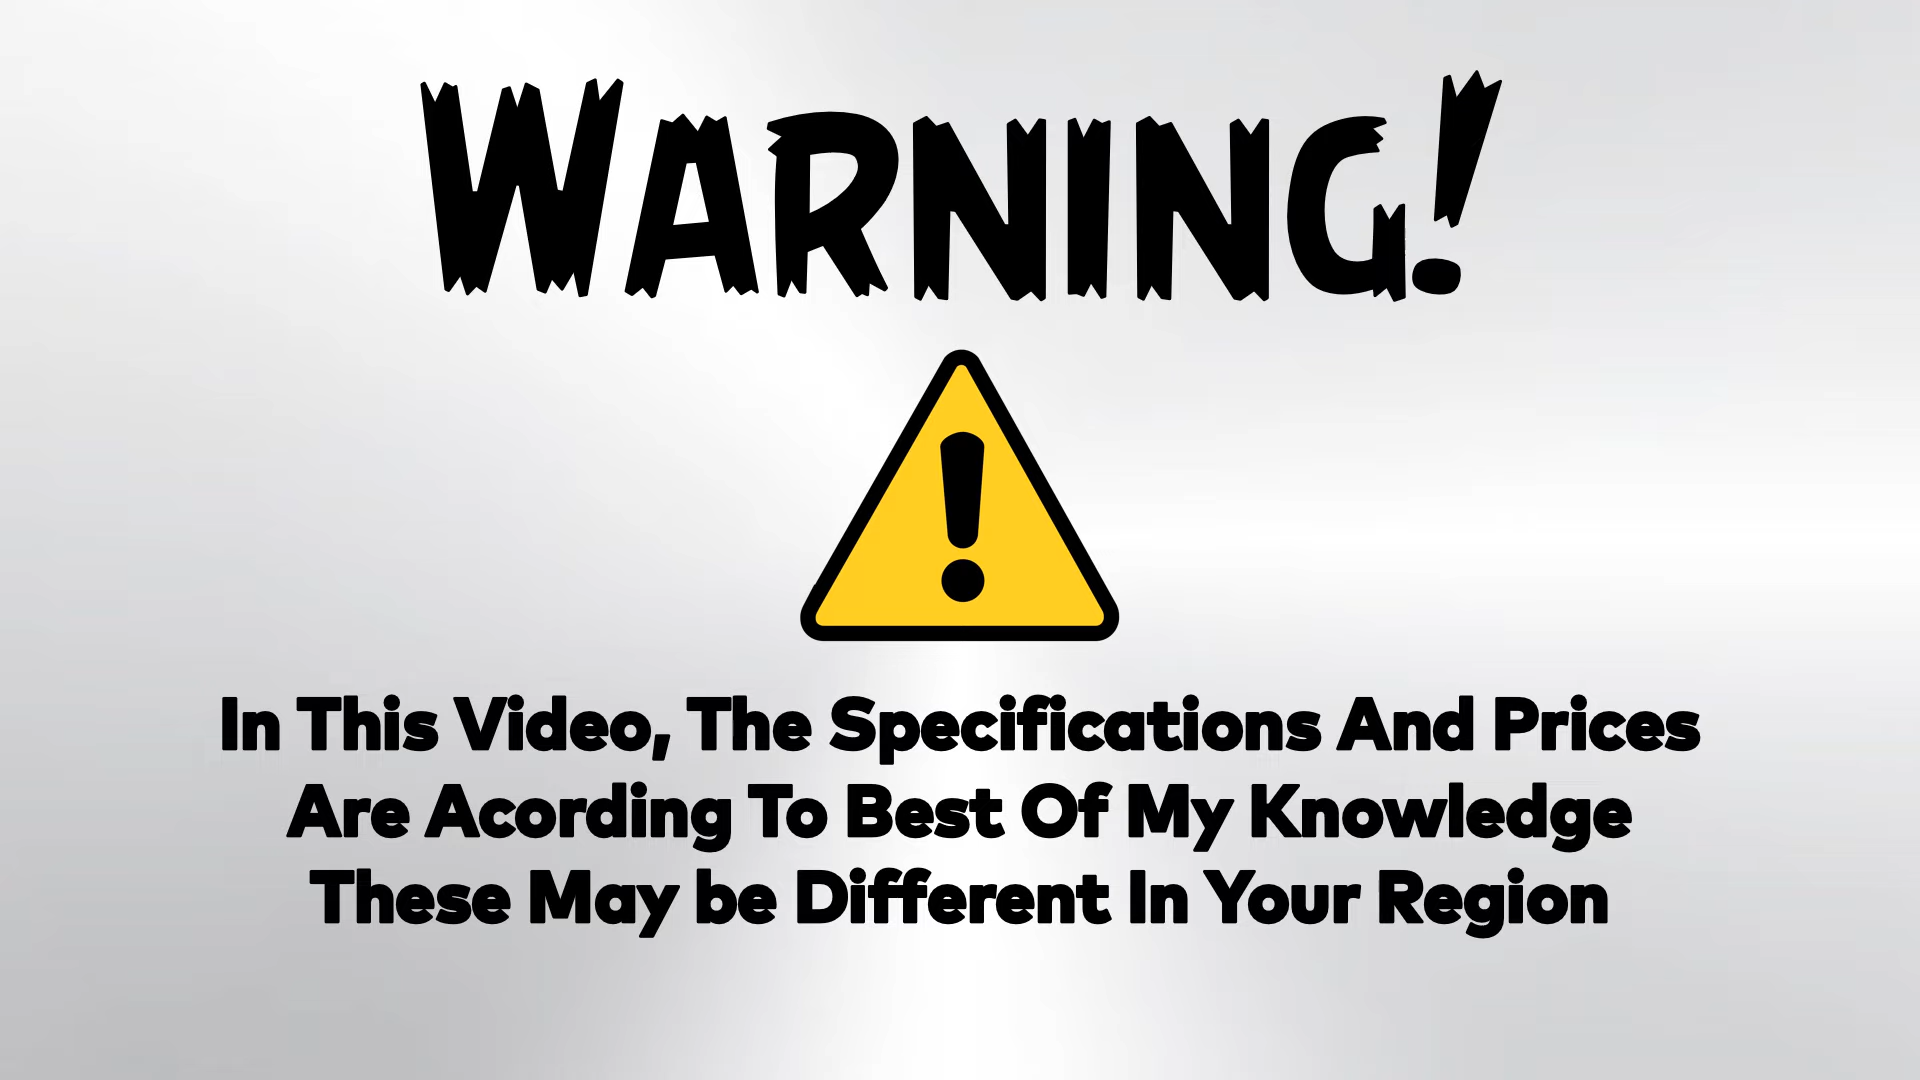 WARNING!
In This Video, The Specifications And Prices
Are Acording To Best Of My Knowledge
These May be Different In Your Region